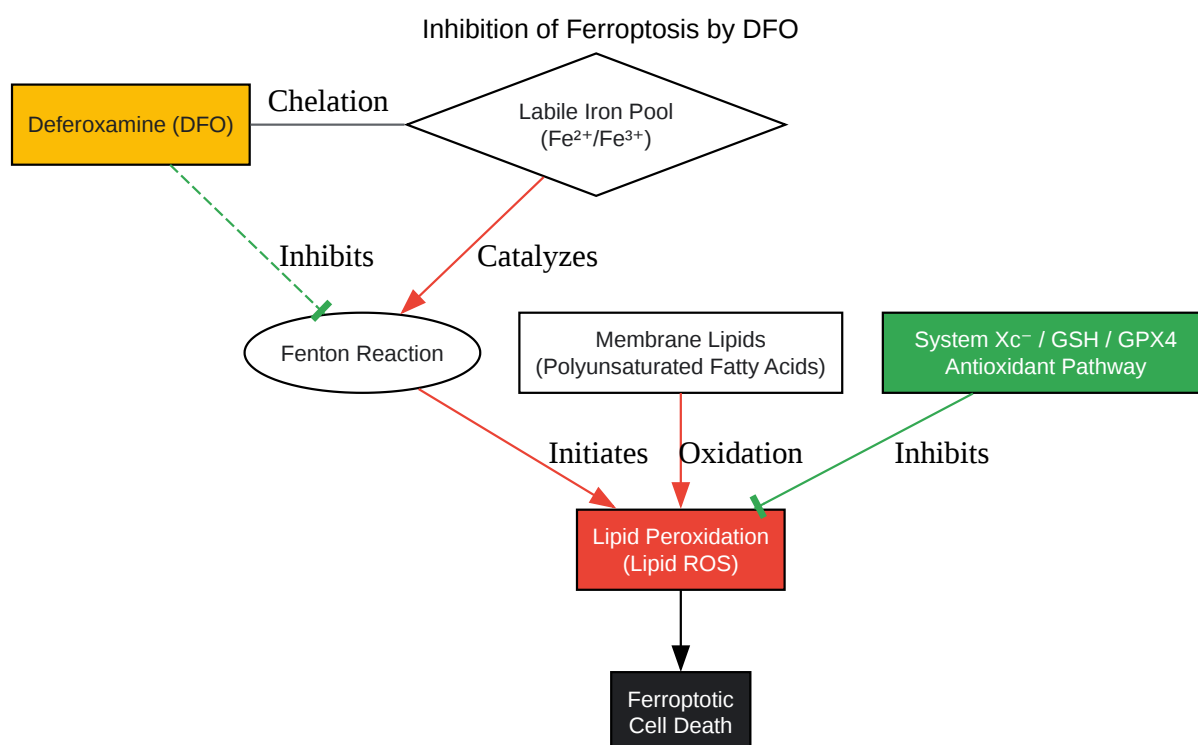 Inhibition of Ferroptosis by DFO
Deferoxamine (DFO)
Chelation
Labile Iron Pool
(Fe²⁺/Fe³⁺)
Inhibits
Catalyzes
Fenton Reaction
Membrane Lipids
(Polyunsaturated Fatty Acids)
System Xc⁻ / GSH / GPX4
Antioxidant Pathway
Initiates
Oxidation
Inhibits
Lipid Peroxidation
(Lipid ROS)
Ferroptotic
Cell Death